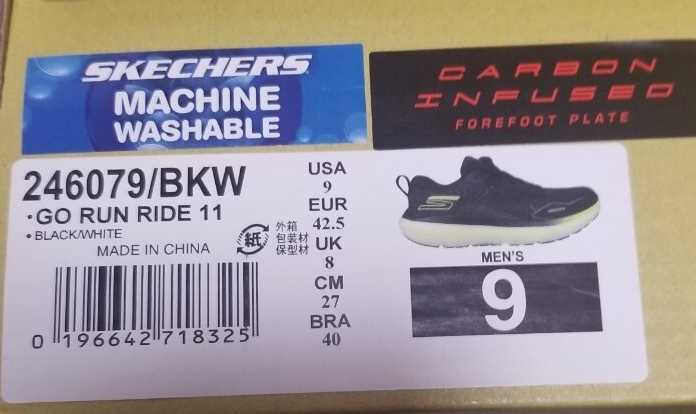 SKECHERS
MACHINE
WASHABLE
CARBON
INFUSED
FOREFOOT PLATE
246079/BKW
•GO RUN RIDE 11
•BLACK/WHITE
MADE IN CHINA
紙
外箱
包装材
保型材
0 196642 718325
USA
9
EUR
42.5
UK
8
CM
27
BRA
40
MEN'S
9